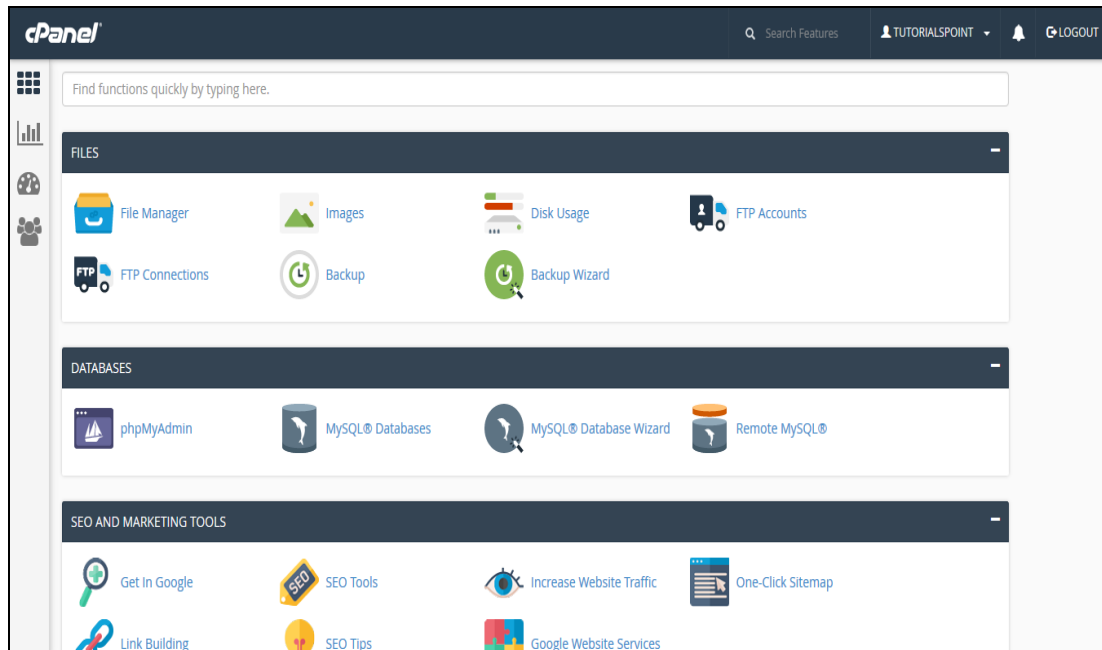 cPanel®
Search Features
TUTORIALSPOINT
LOGOUT
Find functions quickly by typing here.
FILES
File Manager
Images
Disk Usage
FTP Accounts
FTP
FTP Connections
Backup
Backup Wizard
DATABASES
phpMyAdmin
MySQL® Databases
MySQL® Database Wizard
Remote MySQL®
SEO AND MARKETING TOOLS
Get In Google
SEO
SEO Tools
Increase Website Traffic
One-Click Sitemap
Link Building
SEO Tips
Google Website Services